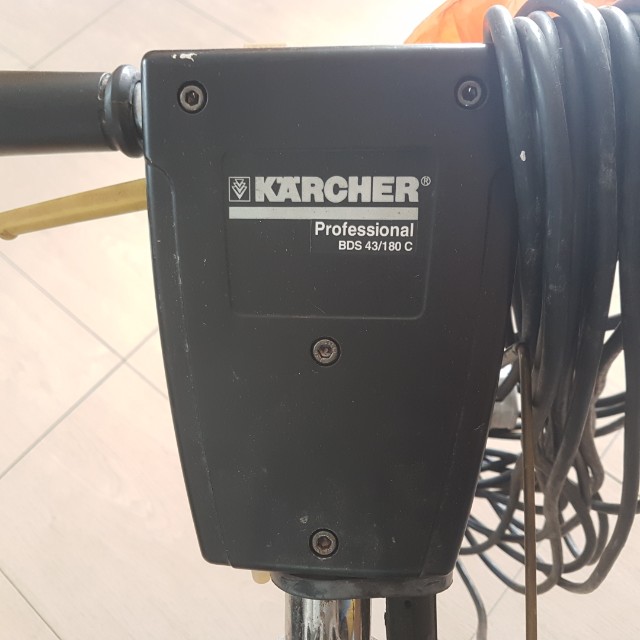 KÄRCHER®
Professional
BDS 43/180 C